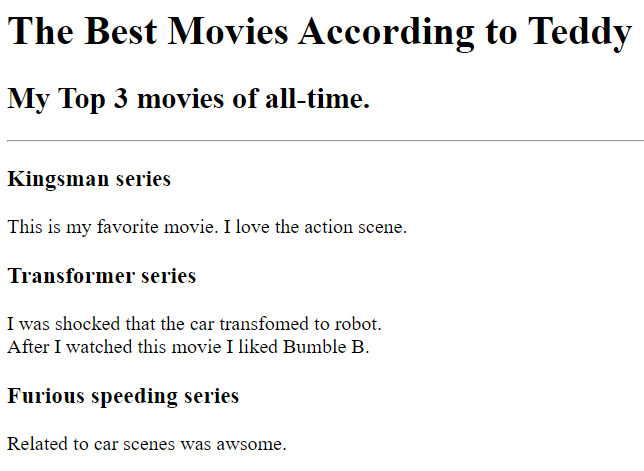 The Best Movies According to Teddy
My Top 3 movies of all-time.
Kingsman series
This is my favorite movie. I love the action scene.
Transformer series
I was shocked that the car transfomed to robot.
After I watched this movie I liked Bumble B.
Furious speeding series
Related to car scenes was awsome.